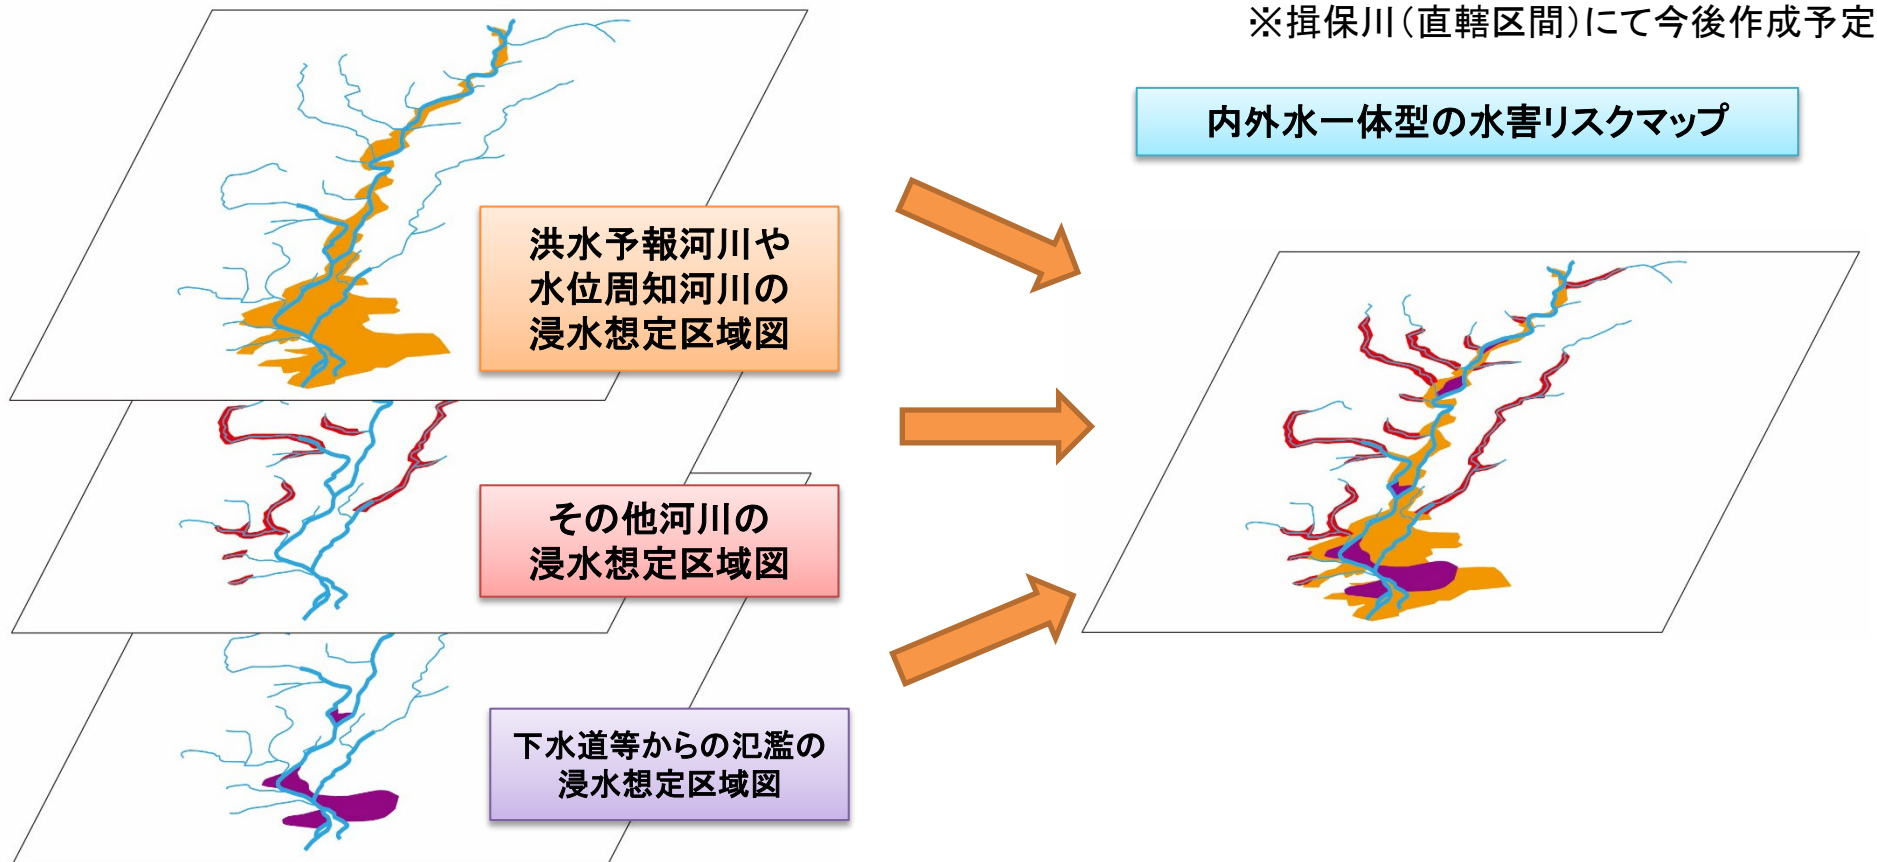 ※揖保川(直轄区間)にて今後作成予定
内外水一体型の水害リスクマップ
洪水予報河川や
水位周知河川の
浸水想定区域図
その他河川の
浸水想定区域図
下水道等からの氾濫の
浸水想定区域図